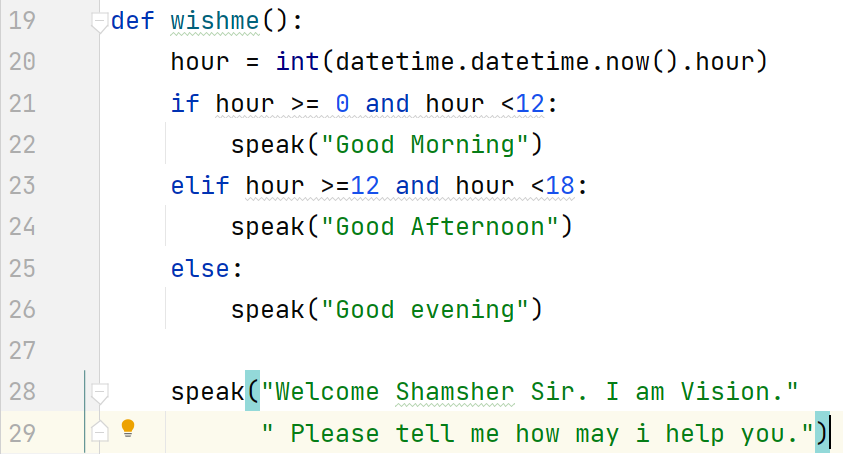 19 def wishme():
20     hour = int(datetime.datetime.now().hour)
21     if hour >= 0 and hour <12:
22         speak("Good Morning")
23     elif hour >=12 and hour <18:
24         speak("Good Afternoon")
25     else:
26         speak("Good evening")
27
28     speak("Welcome Shamsher Sir. I am Vision."
29           " Please tell me how may i help you.")